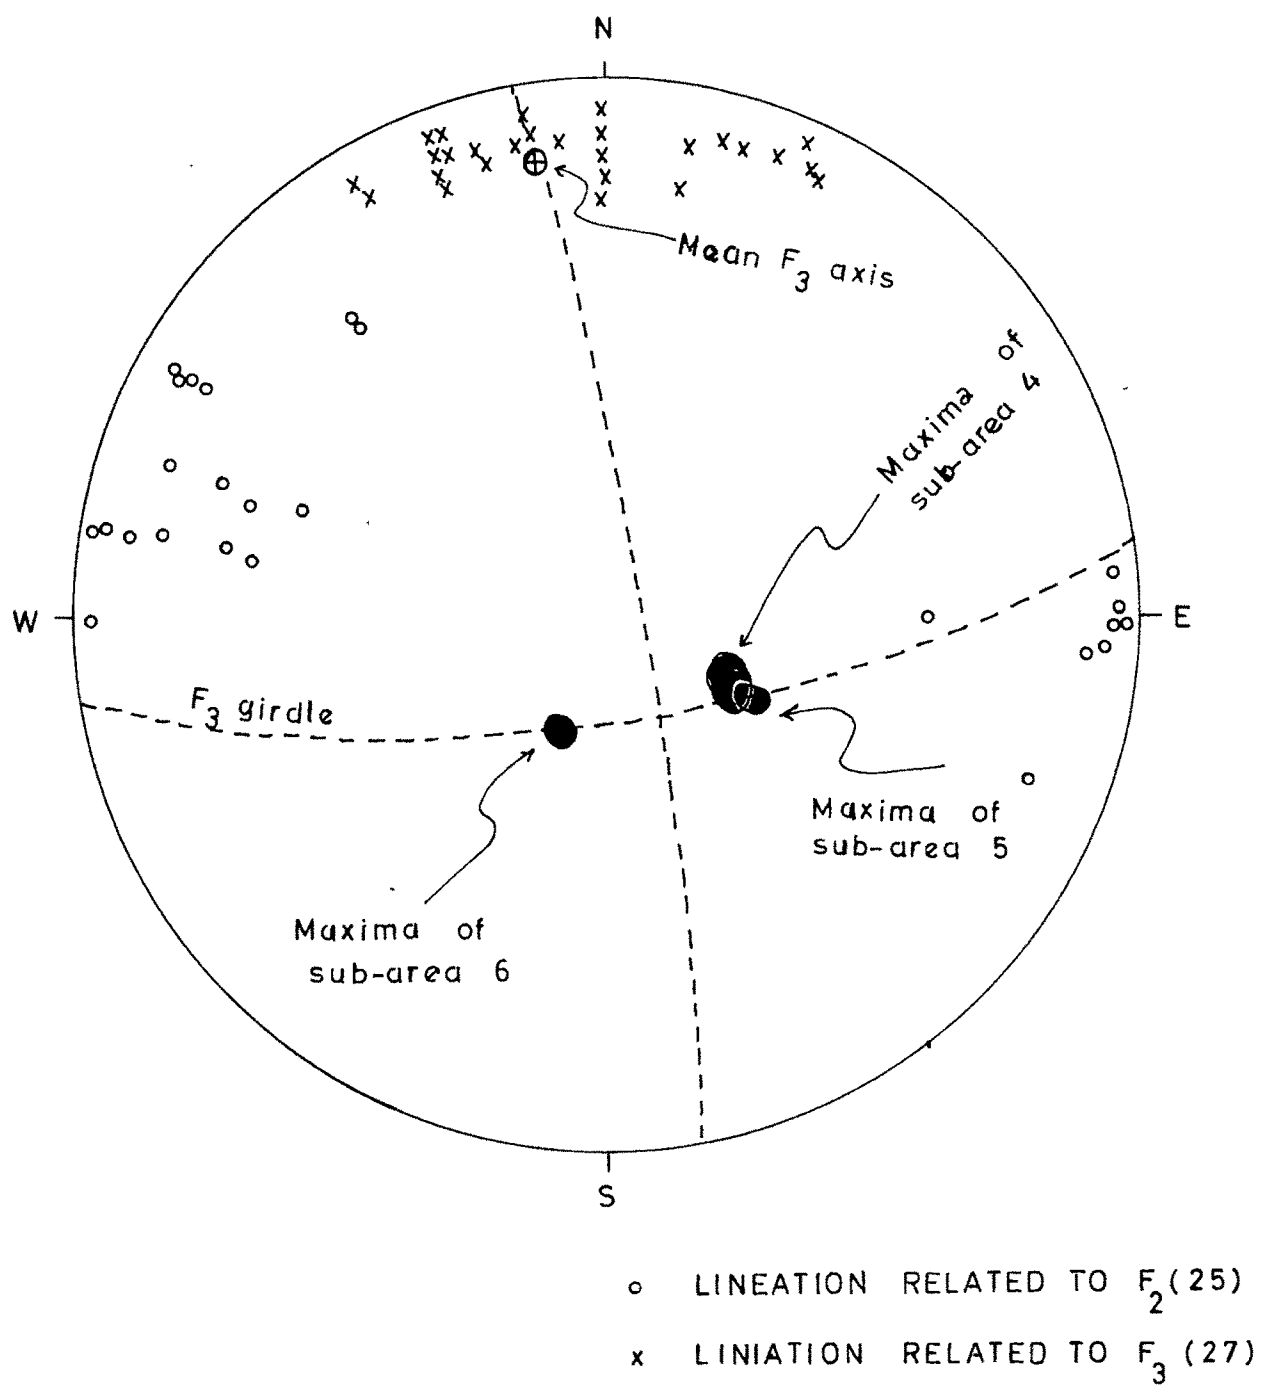 N
Mean F3 axis
Maxima of
sub-area 4
W
E
F3 girdle
Maxima of
sub-area 5
Maxima of
sub-area 6
S
o LINEATION RELATED TO F2 (25)
x LINIATION RELATED TO F3 (27)